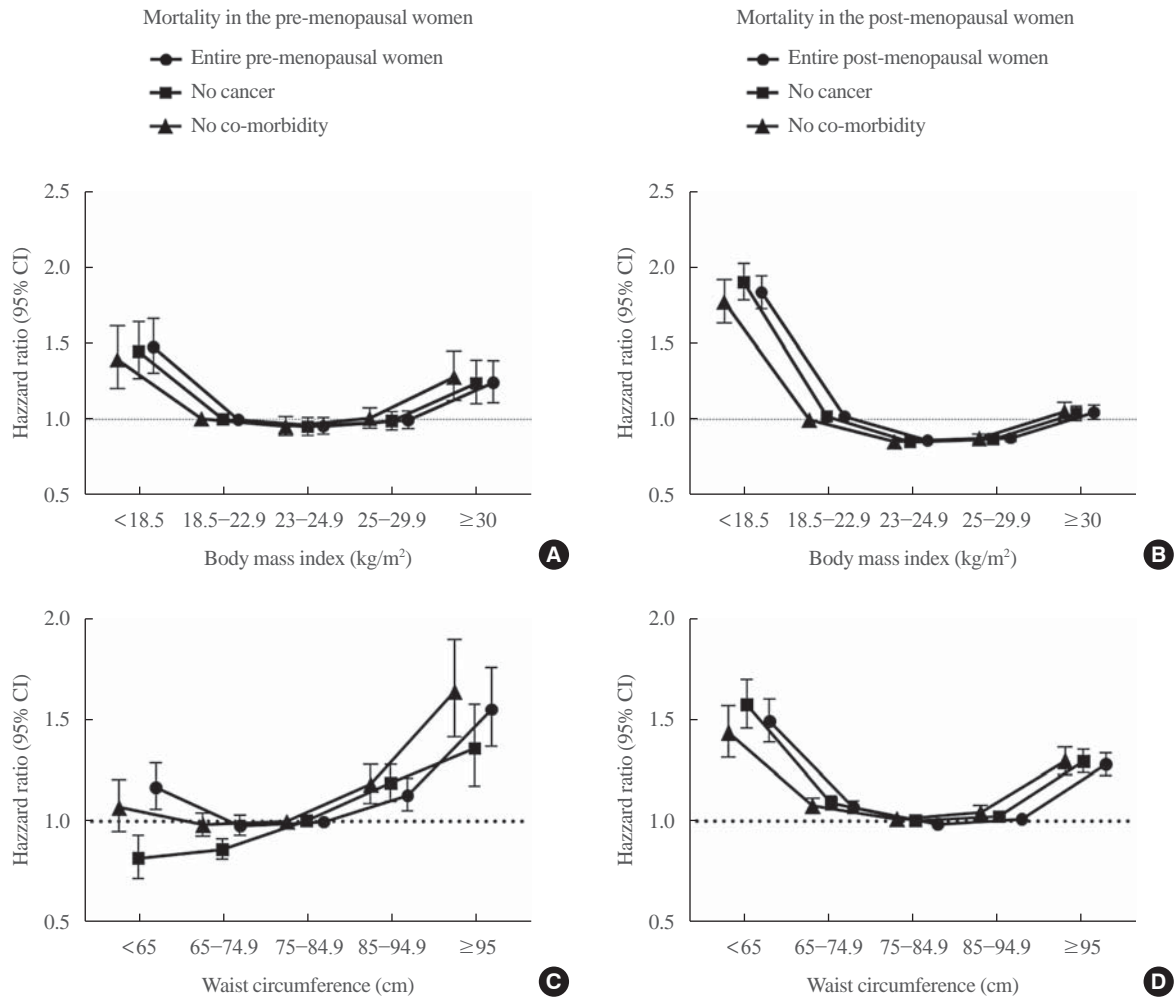 Mortality in the pre-menopausal women
Entire pre-menopausal women
No cancer
No co-morbidity
Mortality in the post-menopausal women
Entire post-menopausal women
No cancer
No co-morbidity
Hazzard ratio (95% CI)
2.5
2.0
1.5
1.0
0.5
<18.5 18.5–22.9 23–24.9 25–29.9 ≥30
Body mass index (kg/m²)
A
Hazzard ratio (95% CI)
2.5
2.0
1.5
1.0
0.5
<18.5 18.5–22.9 23–24.9 25–29.9 ≥30
Body mass index (kg/m²)
B
Hazzard ratio (95% CI)
2.0
1.5
1.0
0.5
<65 65–74.9 75–84.9 85–94.9 ≥95
Waist circumference (cm)
C
Hazzard ratio (95% CI)
2.0
1.5
1.0
0.5
<65 65–74.9 75–84.9 85–94.9 ≥95
Waist circumference (cm)
D